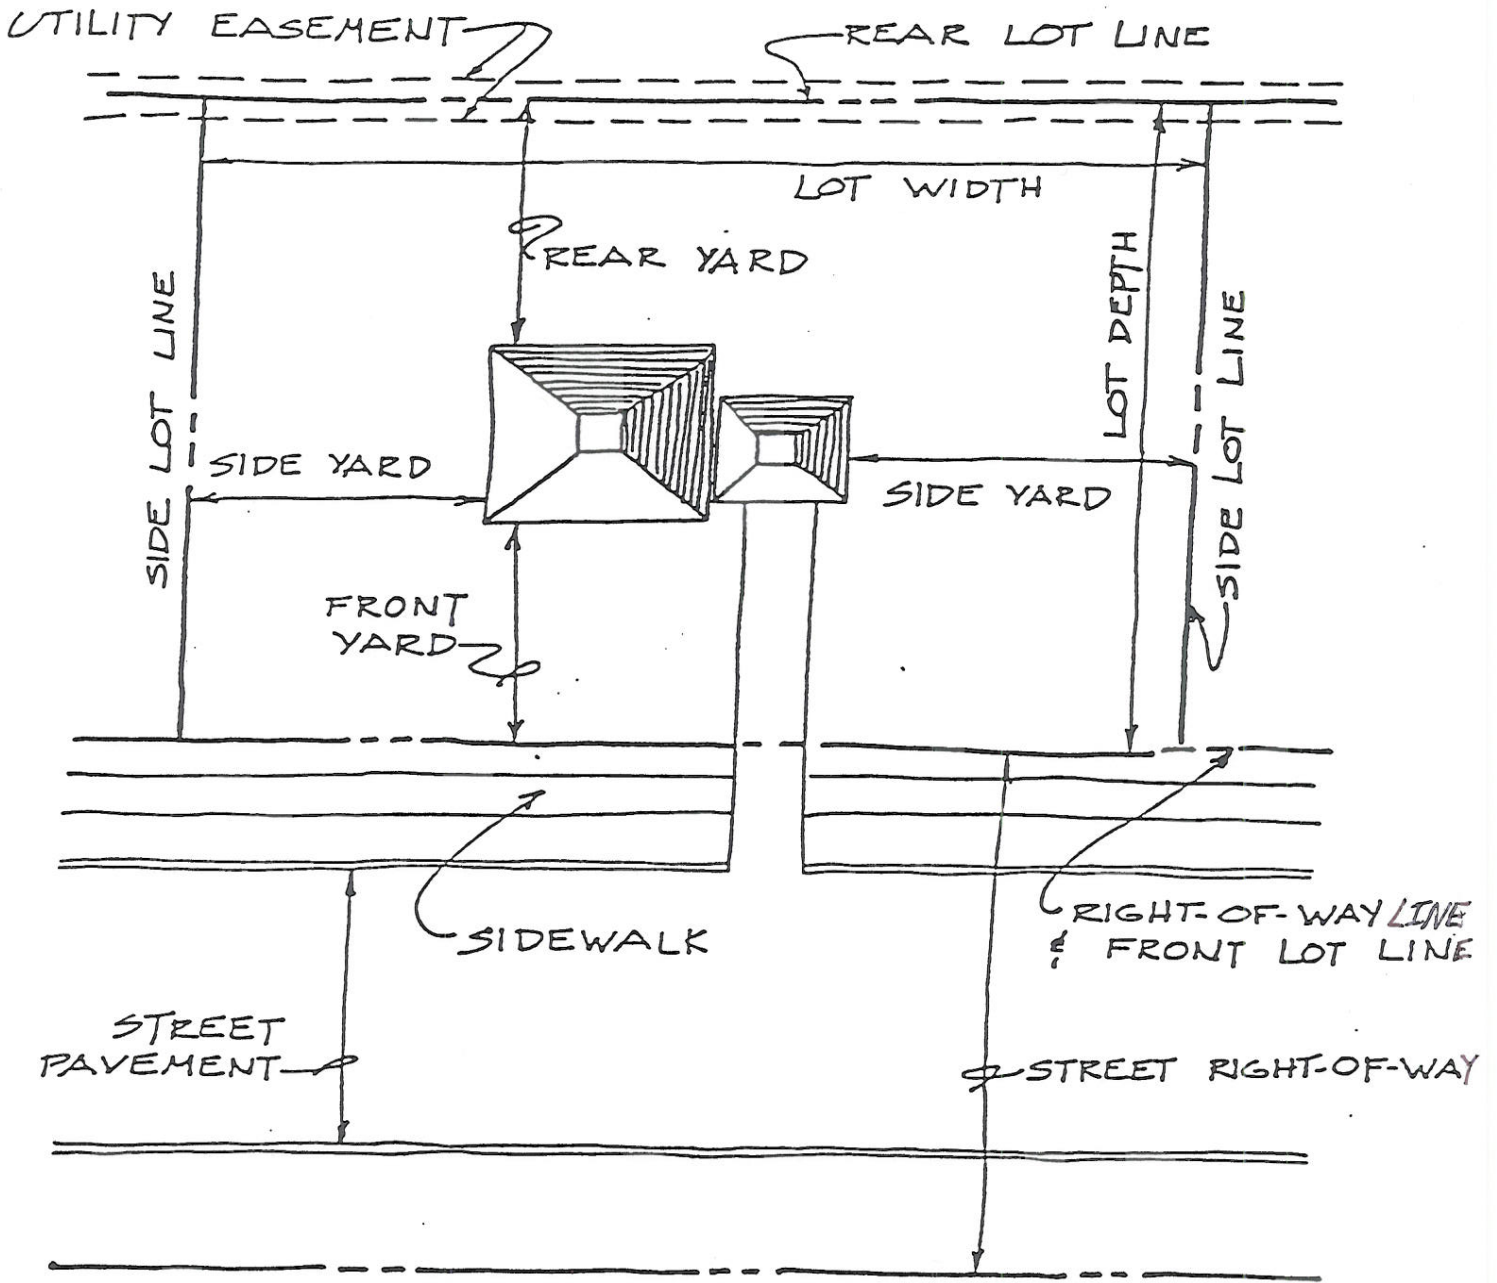 UTILITY EASEMENT
REAR LOT LINE
LOT WIDTH
REAR YARD
LOT DEPTH
SIDE LOT LINE
SIDE LOT LINE
SIDE YARD
SIDE YARD
FRONT
YARD
RIGHT-OF-WAY LINE
& FRONT LOT LINE
SIDEWALK
STREET
PAVEMENT
STREET RIGHT-OF-WAY